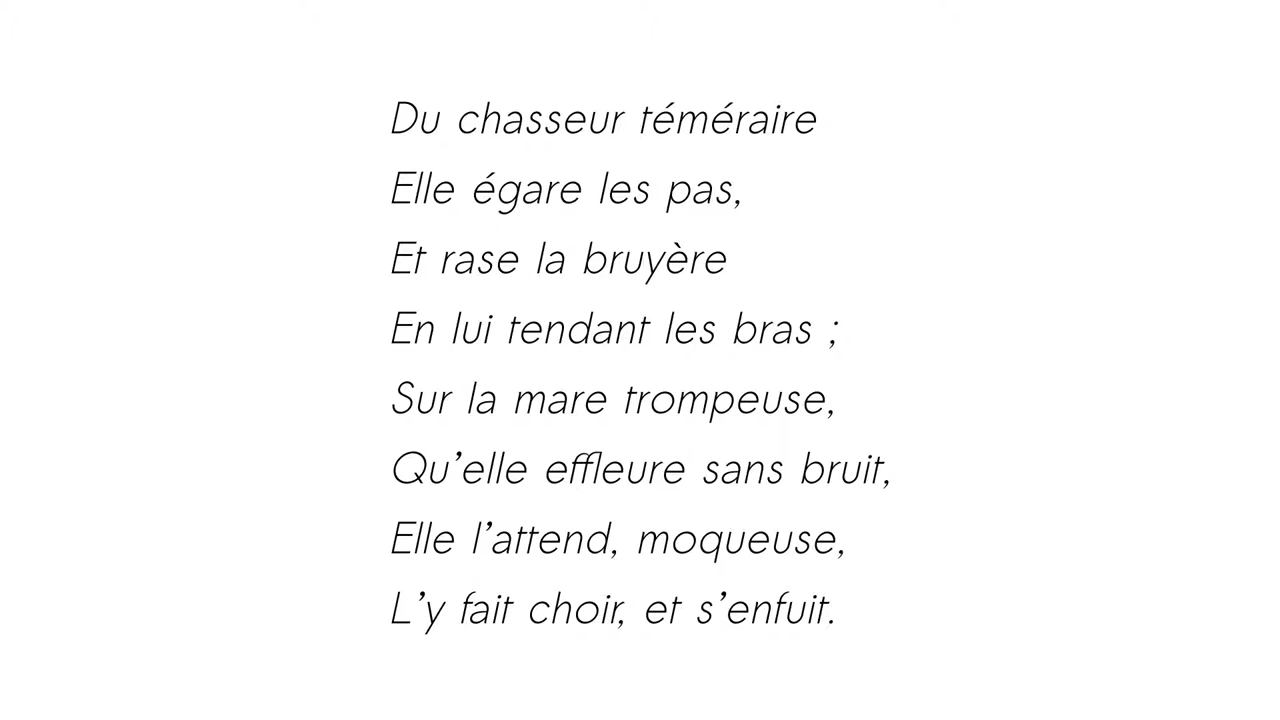 Du chasseur téméraire
Elle égare les pas,
Et rase la bruyère
En lui tendant les bras ;
Sur la mare trompeuse,
Qu’elle effleure sans bruit,
Elle l’attend, moqueuse,
L’y fait choir, et s’enfuit.